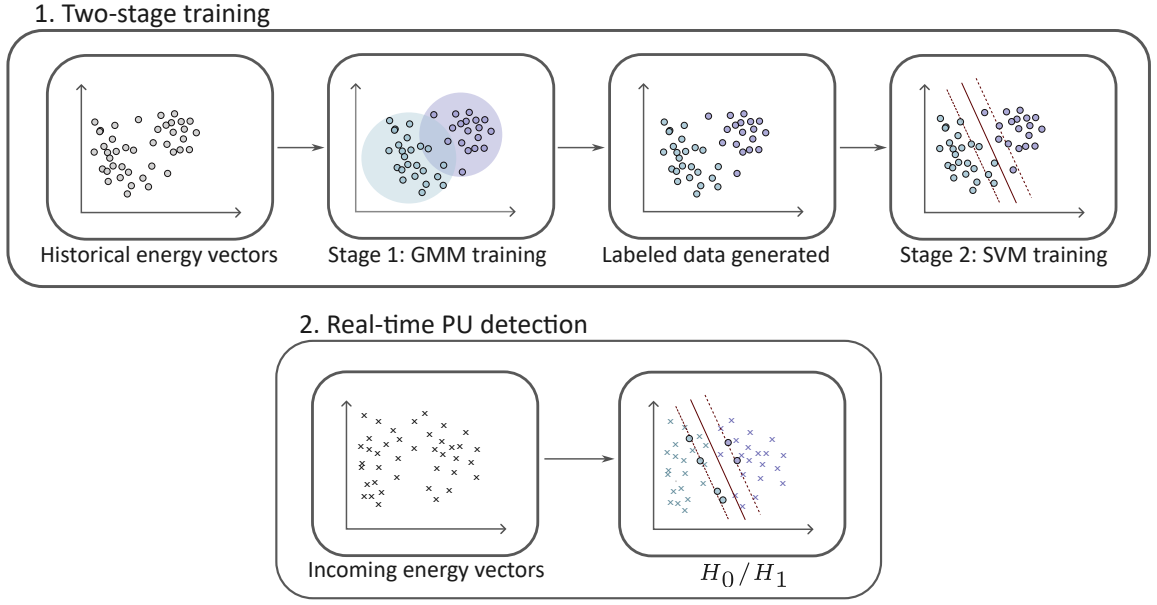 1. Two-stage training
Historical energy vectors
Stage 1: GMM training
Labeled data generated
Stage 2: SVM training
2. Real-time PU detection
Incoming energy vectors
H₀/H₁